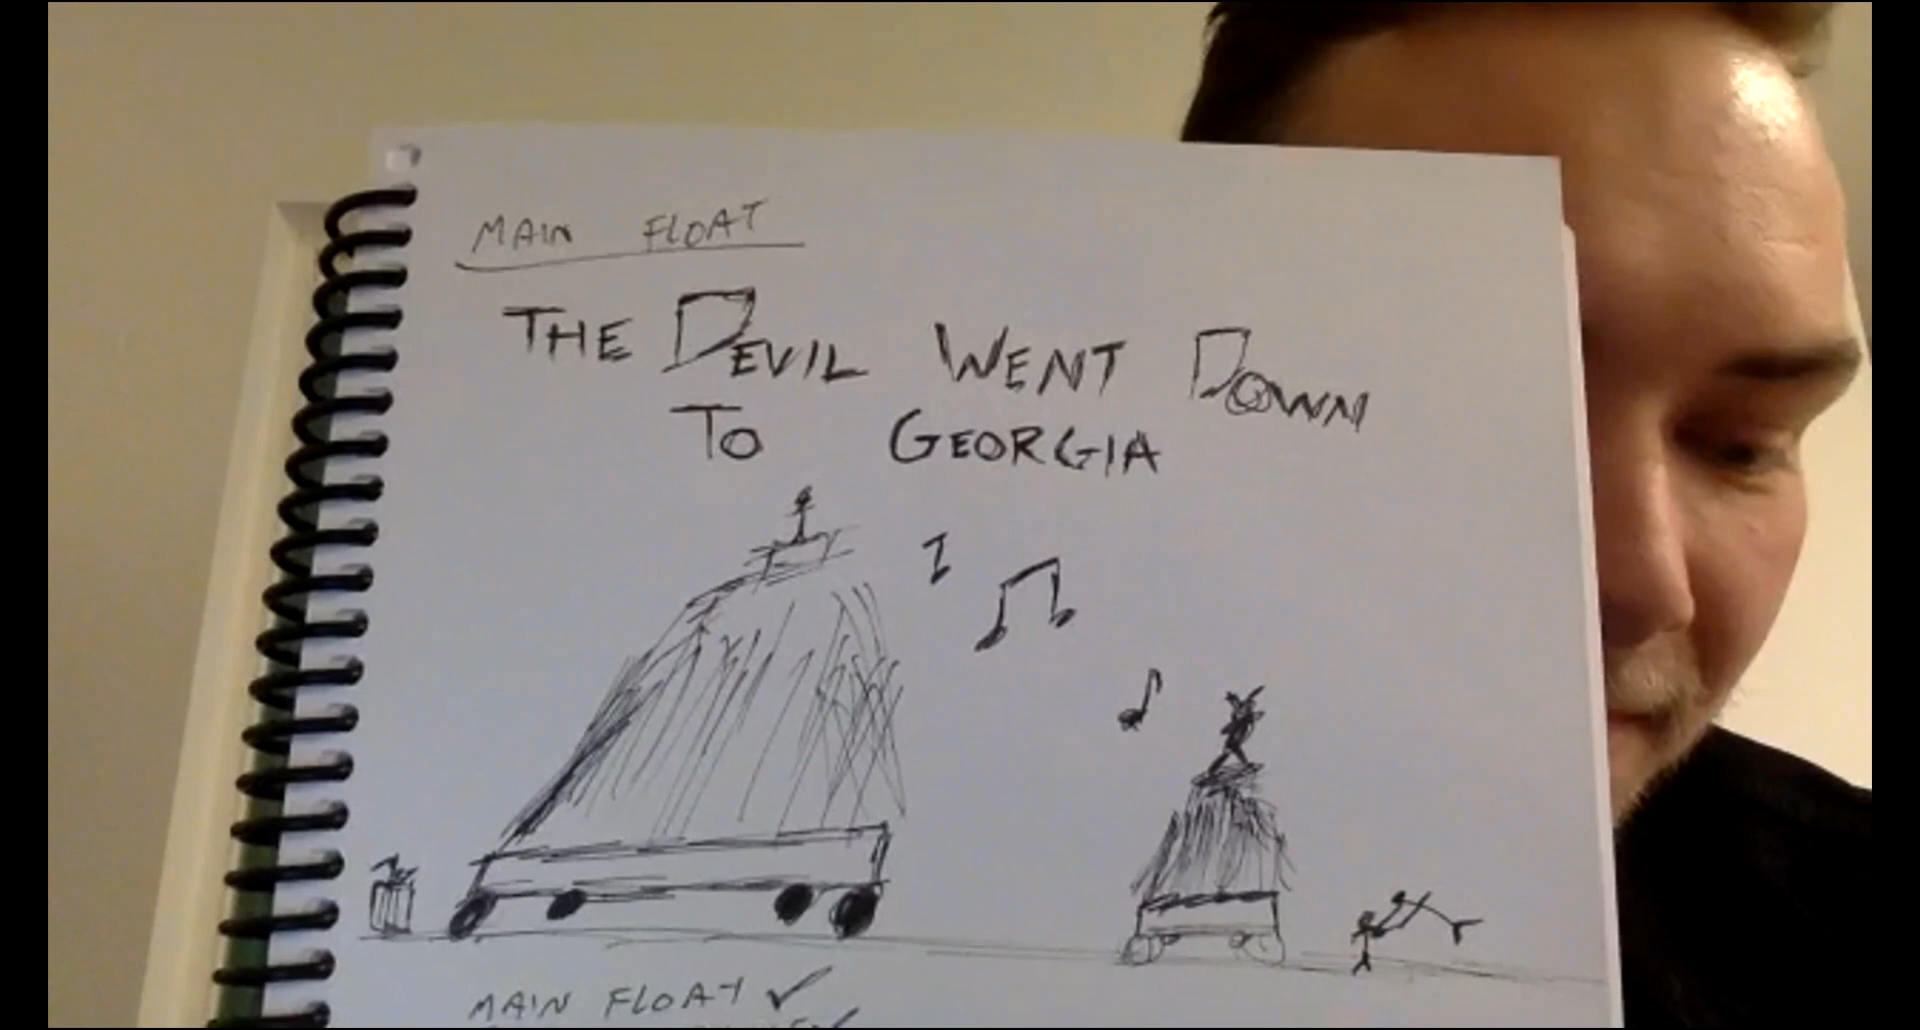 MAIN FLOAT
THE DEVIL WENT DOWN
TO GEORGIA
MAIN FLOAT ✓